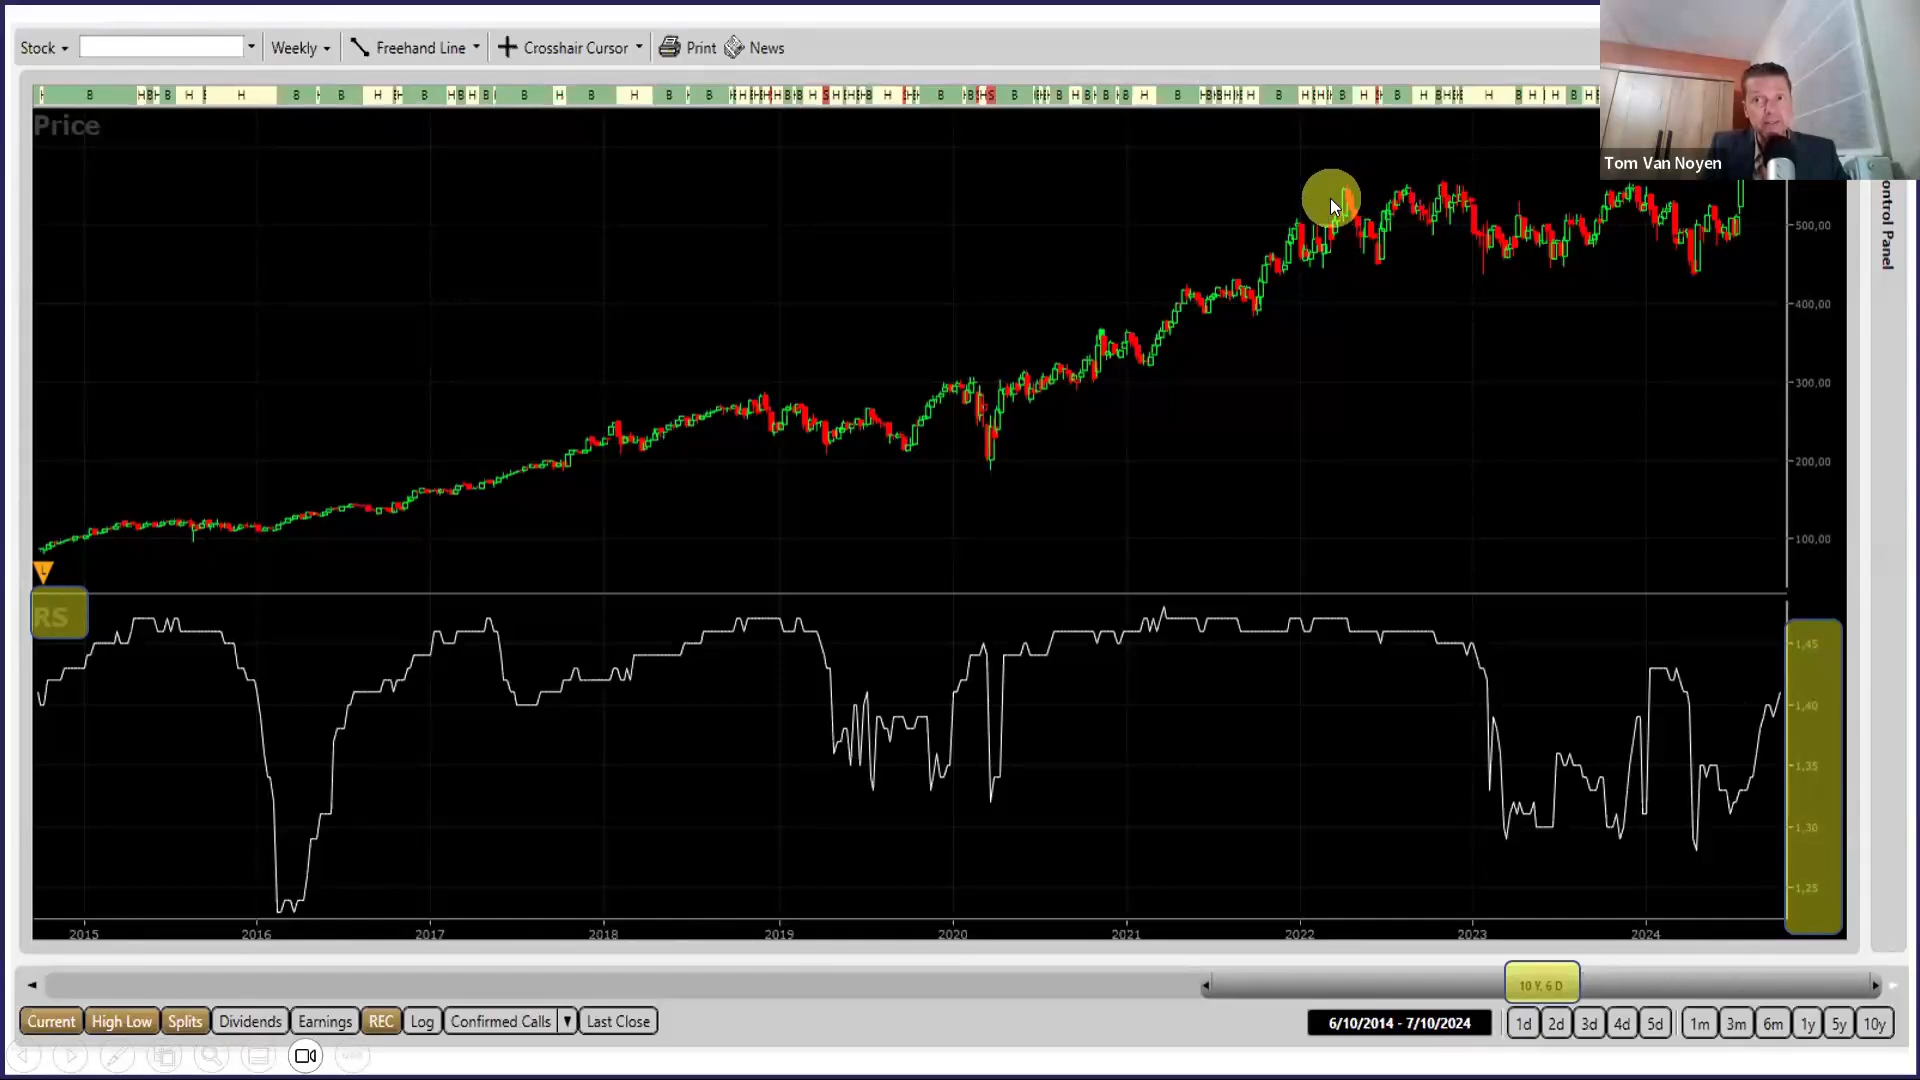 Stock
Weekly
Freehand Line
Crosshair Cursor
Print
News
Tom Van Noyen
Price
ontrol Panel
500,00
400,00
300,00
200,00
100,00
L
RS
1,45
1,40
1,35
1,30
1,25
2015 2016 2017 2018 2019 2020 2021 2022 2023 2024
10 Y, 6 D
Current High Low Splits Dividends Earnings REC Log Confirmed Calls Last Close
6/10/2014 - 7/10/2024
1d 2d 3d 4d 5d 1m 3m 6m 1y 5y 10y